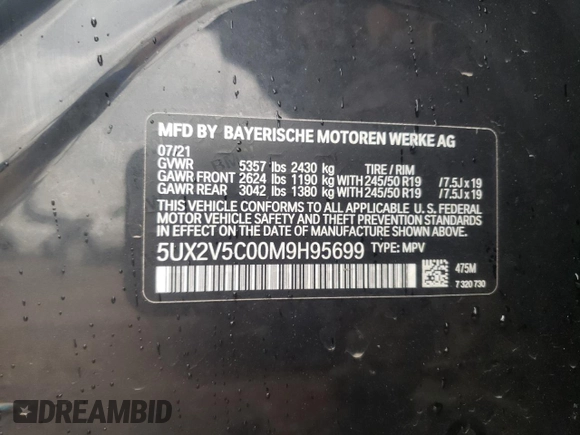 MFD BY BAYERISCHE MOTOREN WERKE AG
07/21
GVWR 5357 lbs 2430 kg TIRE / RIM
GAWR FRONT 2624 lbs 1190 kg WITH 245/50 R19 /7.5J x 19
GAWR REAR 3042 lbs 1380 kg WITH 245/50 R19 /7.5J x 19
THIS VEHICLE CONFORMS TO ALL APPLICABLE U. S. FEDERAL
MOTOR VEHICLE SAFETY AND THEFT PREVENTION STANDARDS
IN EFFECT ON THE DATE OF MANUFACTURE SHOWN ABOVE.
5UX2V5C00M9H95699 TYPE: MPV
475M
7 320 730
DREAMBID